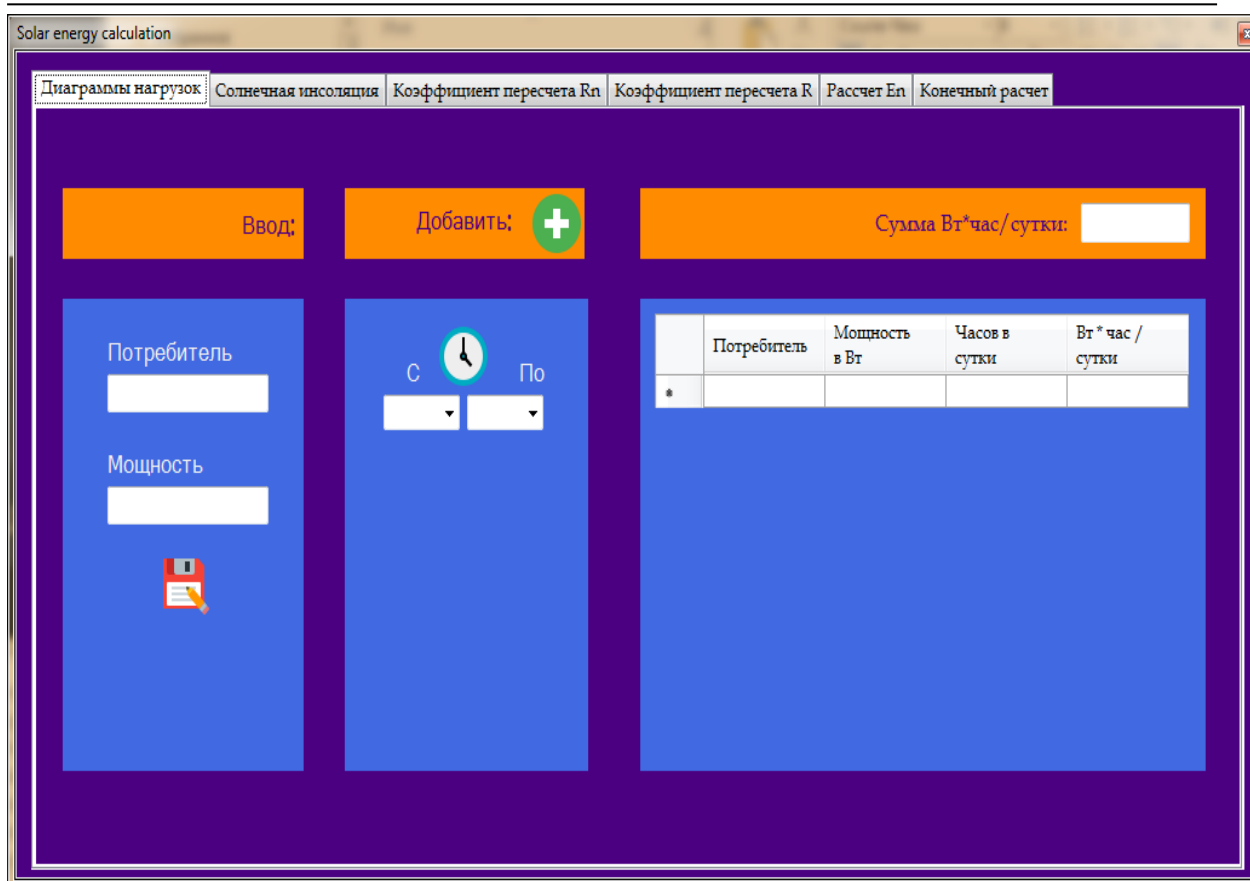 Solar energy calculation
Диаграммы нагрузок Солнечная инсоляция Коэффициент пересчета Rn Коэффициент пересчета R Рассчет En Конечный расчет
Ввод:
Добавить:
Сумма Вт*час/сутки:
Потребитель
Мощность
С По
Потребитель Мощность в Вт Часов в сутки Вт * час / сутки
*